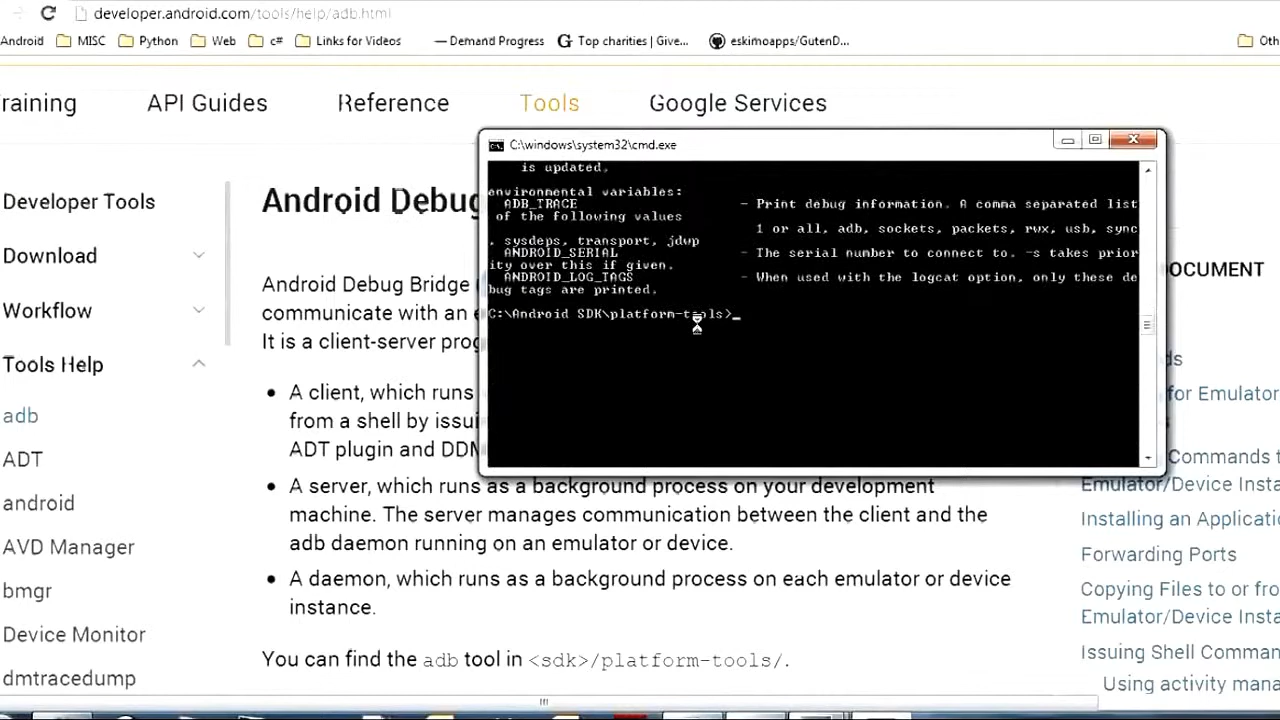 developer.android.com/tools/help/adb.html
Android MISC Python Web c# Links for Videos — Demand Progress Top charities | Give... eskimoapps/GutenD... Oth
raining API Guides Reference Tools Google Services
C:\windows\system32\cmd.exe
is updated.
environmental variables:
ADB_TRACE - Print debug information. A comma separated list
of the following values
1 or all, adb, sockets, packets, rwx, usb, sync
, sysdeps, transport, jdwp
ANDROID_SERIAL - The serial number to connect to. -s takes prior
ity over this if given.
ANDROID_LOG_TAGS - When used with the logcat option, only these de
bug tags are printed.
C:\Android SDK\platform-tools>_
Developer Tools
Download
Workflow
Tools Help
adb
ADT
android
AVD Manager
bmgr
Device Monitor
dmtracedump
Android Debug
Android Debug Bridge (
communicate with an e
It is a client-server prog
• A client, which runs
from a shell by issui
ADT plugin and DDM
• A server, which runs as a background process on your development
machine. The server manages communication between the client and the
adb daemon running on an emulator or device.
• A daemon, which runs as a background process on each emulator or device
instance.
You can find the adb tool in <sdk>/platform-tools/.
OCUMENT
ds
for Emulator
s
Commands t
Emulator/Device Insta
Installing an Applicatio
Forwarding Ports
Copying Files to or fro
Emulator/Device Insta
Issuing Shell Comman
Using activity mana